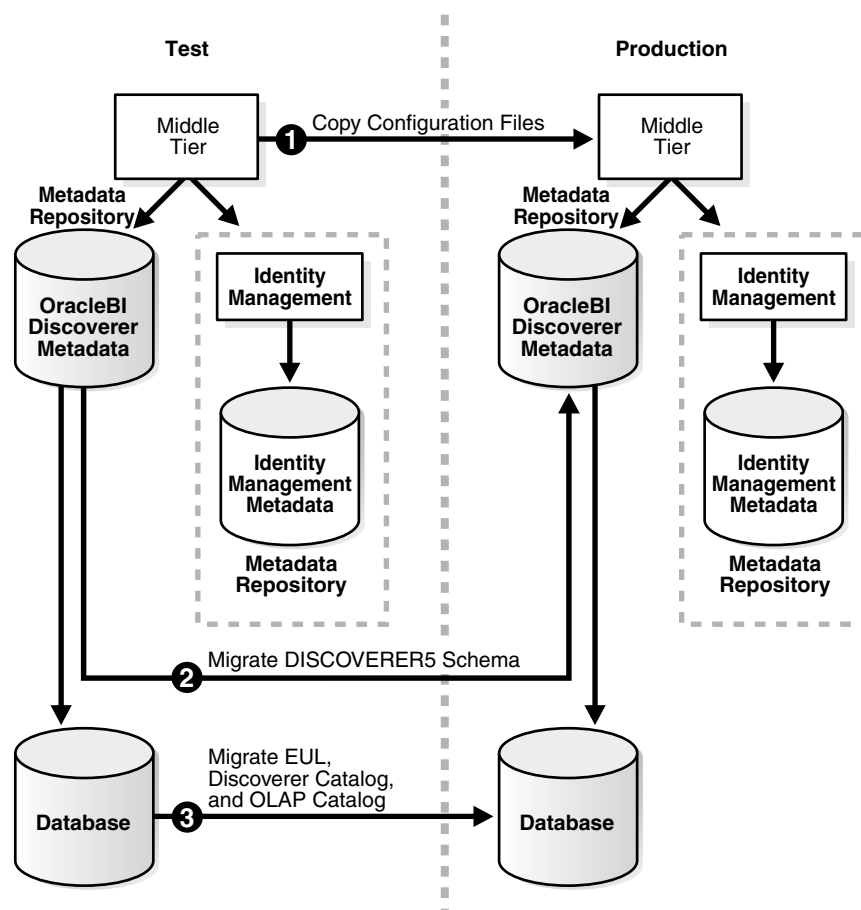 Test
Production
Middle
Tier
1
Copy Configuration Files
Middle
Tier
Metadata
Repository
OracleBI
Discoverer
Metadata
Identity
Management
Identity
Management
Metadata
Metadata
Repository
Metadata
Repository
OracleBI
Discoverer
Metadata
Identity
Management
Identity
Management
Metadata
Metadata
Repository
2
Migrate DISCOVERER5 Schema
Database
3
Migrate EUL,
Discoverer Catalog,
and OLAP Catalog
Database